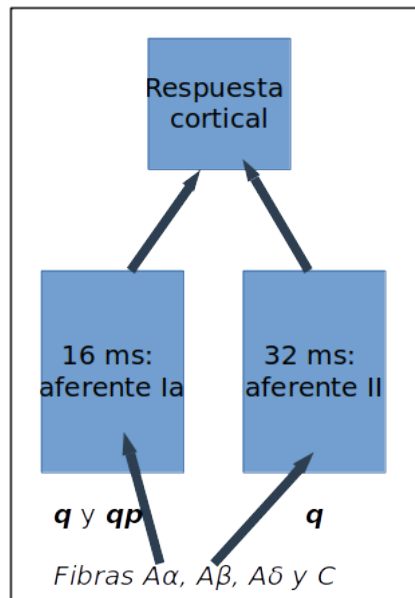 Respuesta
cortical
16 ms:
aferente Ia
32 ms:
aferente II
q y qp
q
Fibras Aα, Aβ, Aδ y C